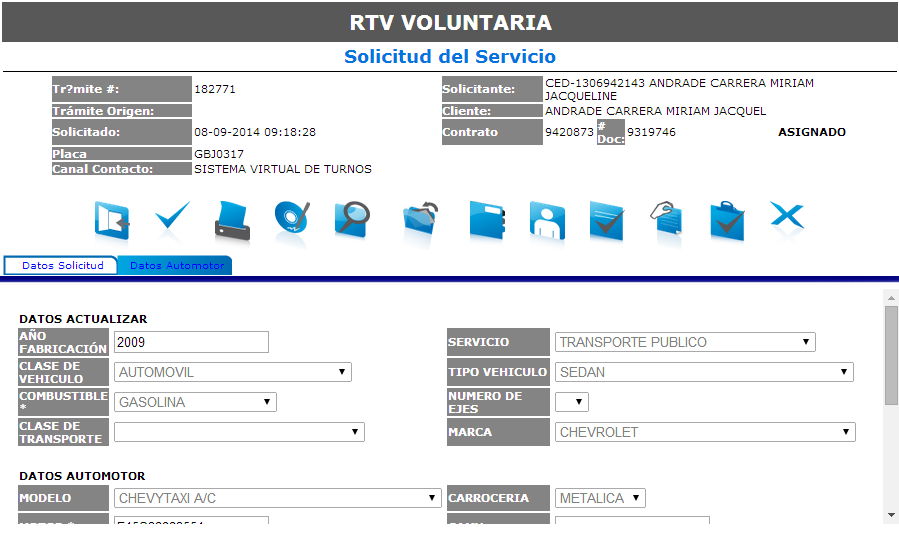 RTV VOLUNTARIA
Solicitud del Servicio
Tr?mite #: 182771
Solicitante: CED-1306942143 ANDRADE CARRERA MIRIAM
JACQUELINE
Trámite Origen:
Cliente: ANDRADE CARRERA MIRIAM JACQUEL
Solicitado: 08-09-2014 09:18:28
Contrato 9420873 # Doc: 9319746 ASIGNADO
Placa GBJ0317
Canal Contacto: SISTEMA VIRTUAL DE TURNOS
Datos Solicitud Datos Automotor
DATOS ACTUALIZAR
AÑO
FABRICACIÓN 2009
SERVICIO TRANSPORTE PUBLICO
CLASE DE
VEHICULO AUTOMOVIL
TIPO VEHICULO SEDAN
COMBUSTIBLE
* GASOLINA
NUMERO DE
EJES
CLASE DE
TRANSPORTE
MARCA CHEVROLET
DATOS AUTOMOTOR
MODELO CHEVYTAXI A/C
CARROCERIA METALICA